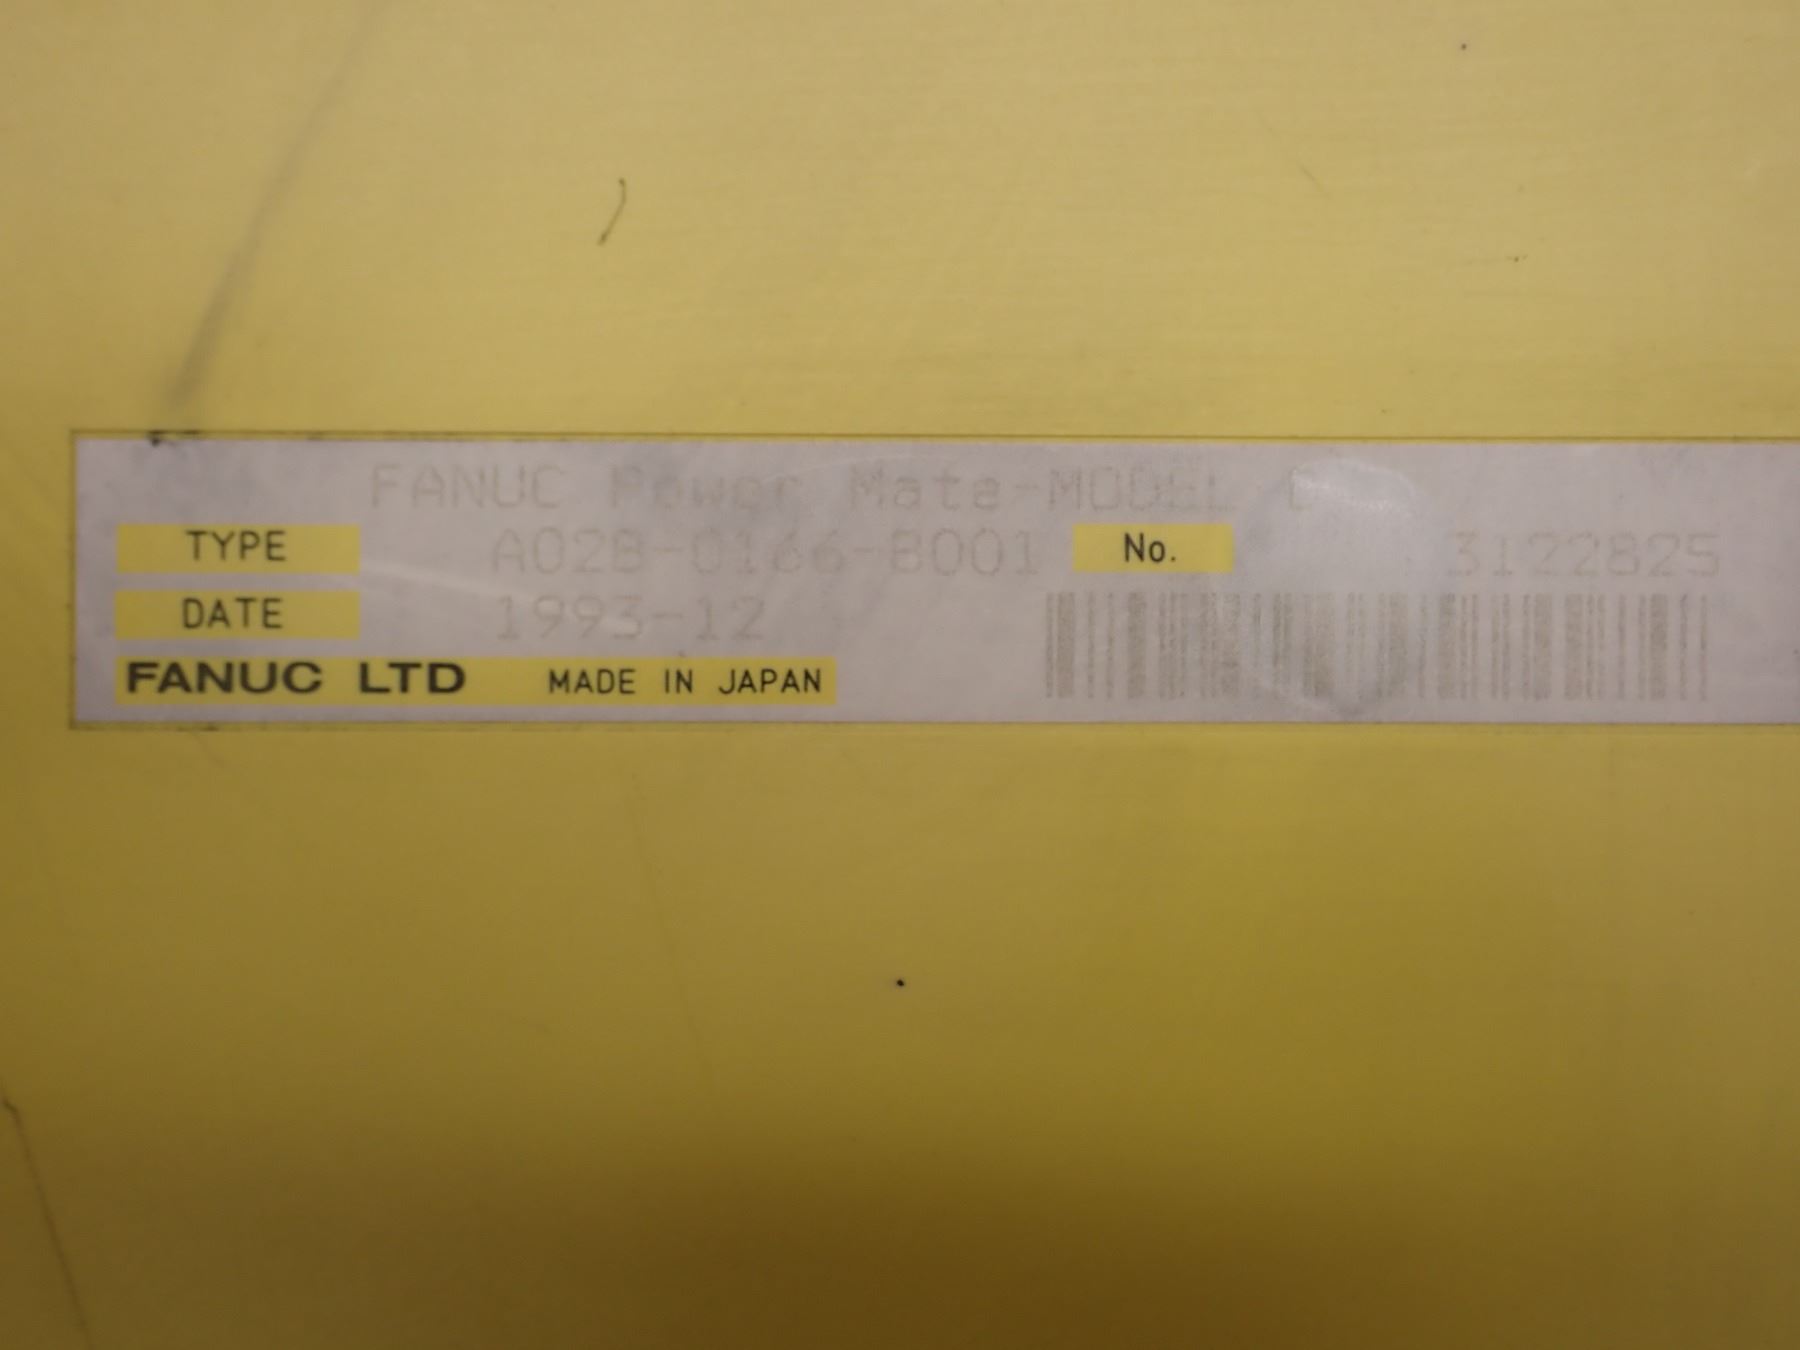 FANUC Power Mate-MODEL
TYPE A02B-0166-B001 No. 3122825
DATE 1993-12
FANUC LTD MADE IN JAPAN